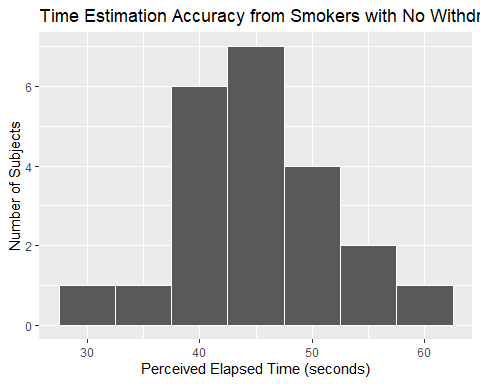 Time Estimation Accuracy from Smokers with No Withdr
6
4
2
0
Number of Subjects
30 40 50 60
Perceived Elapsed Time (seconds)